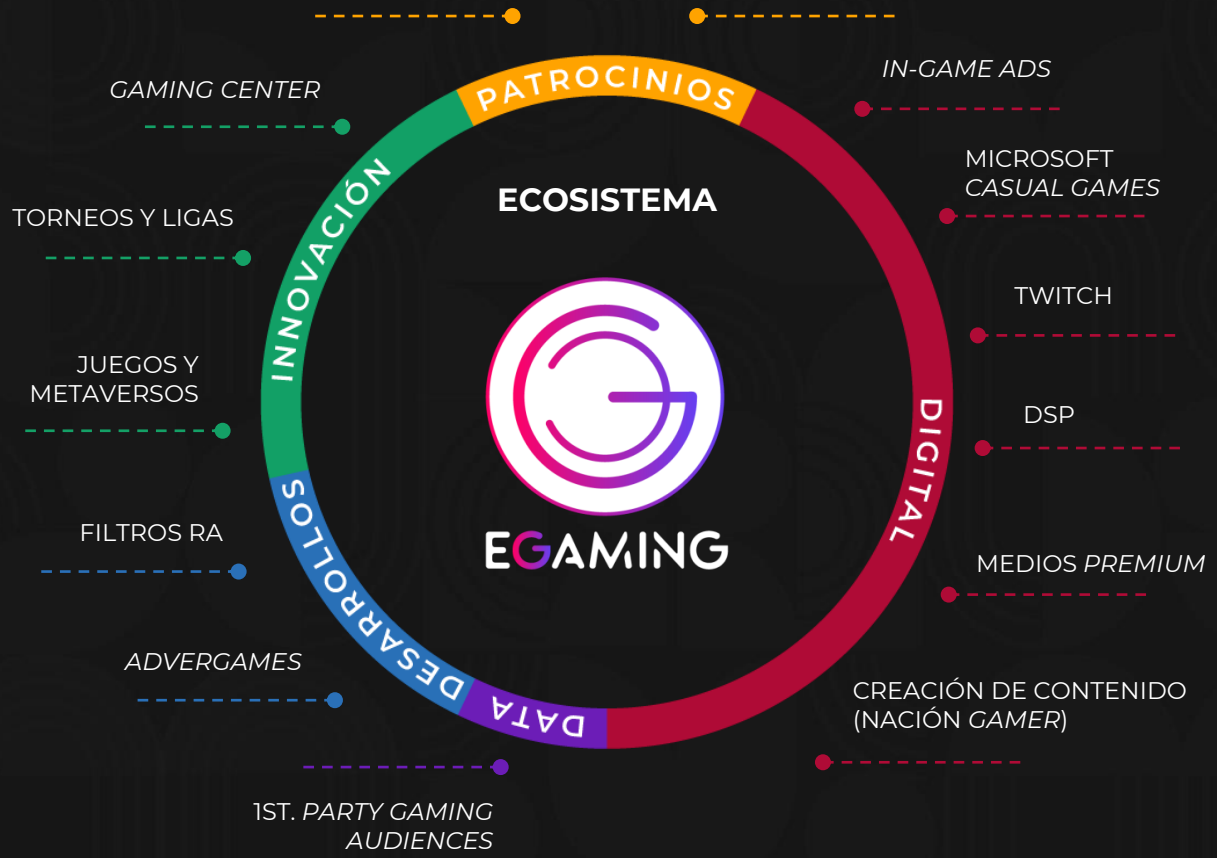 PATROCINIOS
IN-GAME ADS
GAMING CENTER
MICROSOFT
CASUAL GAMES
INNOVACIÓN
ECOSISTEMA
TORNEOS Y LIGAS
TWITCH
JUEGOS Y
METAVERSOS
DSP
DIGITAL
FILTROS RA
EGAMING
MEDIOS PREMIUM
DESARROLLOS
ADVERGAMES
CREACIÓN DE CONTENIDO
(NACIÓN GAMER)
DATA
1ST. PARTY GAMING
AUDIENCES